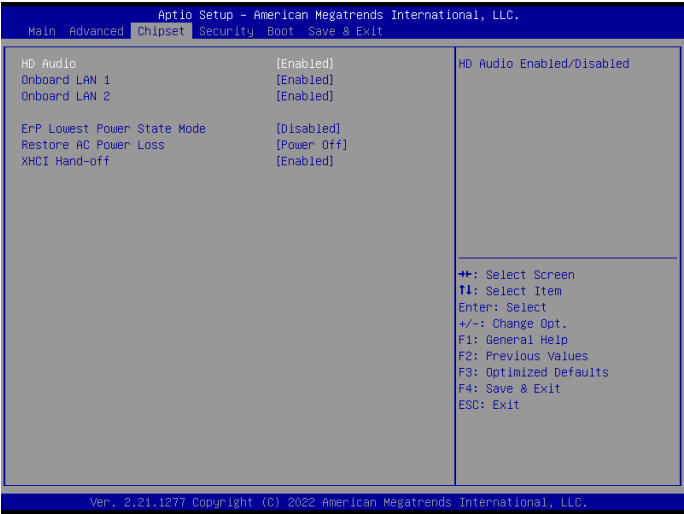 Aptio Setup – American Megatrends International, LLC.
Main Advanced Chipset Security Boot Save & Exit
HD Audio [Enabled]
Onboard LAN 1 [Enabled]
Onboard LAN 2 [Enabled]
ErP Lowest Power State Mode [Disabled]
Restore AC Power Loss [Power Off]
XHCI Hand-off [Enabled]
HD Audio Enabled/Disabled
→←: Select Screen
↑↓: Select Item
Enter: Select
+/-: Change Opt.
F1: General Help
F2: Previous Values
F3: Optimized Defaults
F4: Save & Exit
ESC: Exit
Ver. 2.21.1277 Copyright (C) 2022 American Megatrends International, LLC.